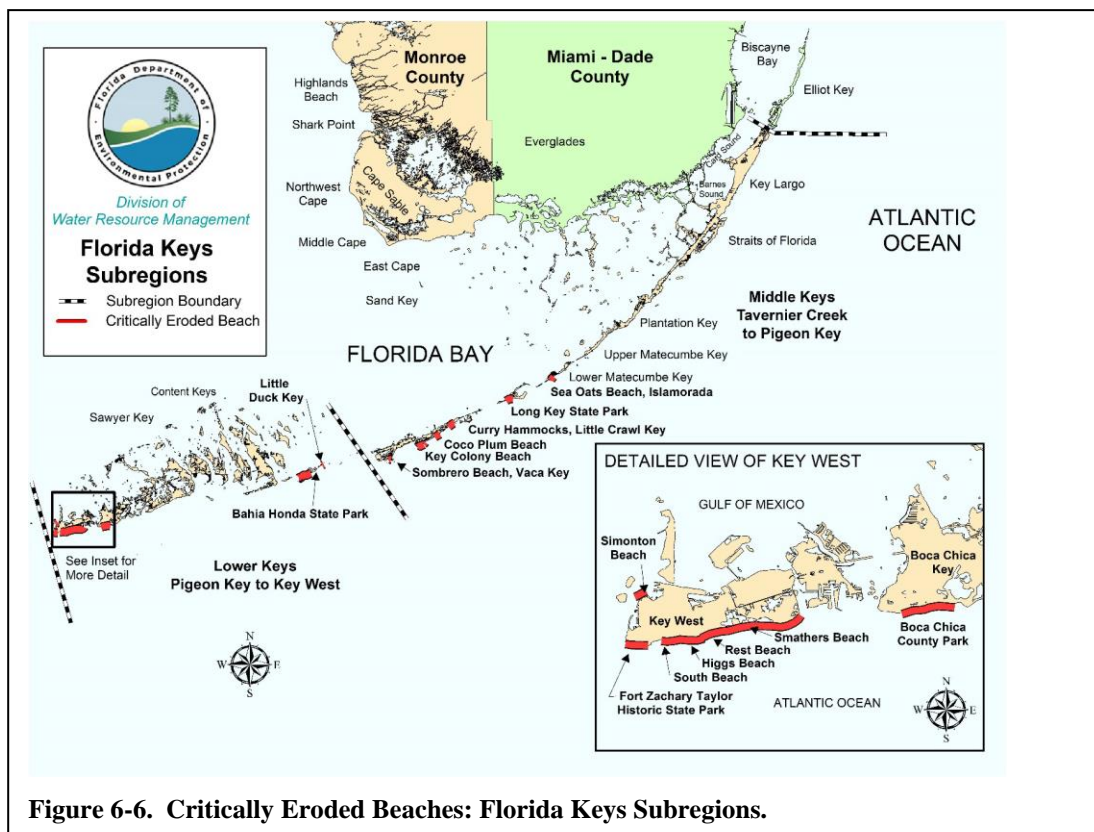 Florida Department of
Environmental Protection
Division of
Water Resource Management
Florida Keys
Subregions
Subregion Boundary
Critically Eroded Beach
Monroe
County
Miami - Dade
County
Biscayne
Bay
Elliot Key
Highlands
Beach
Shark Point
Everglades
Card Sound
Barnes
Sound
Key Largo
Cape Sable
Northwest
Cape
Middle Cape
ATLANTIC
OCEAN
Straits of Florida
East Cape
Sand Key
Middle Keys
Tavernier Creek
to Pigeon Key
Plantation Key
FLORIDA BAY
Upper Matecumbe Key
Lower Matecumbe Key
Sea Oats Beach, Islamorada
Long Key State Park
Curry Hammocks, Little Crawl Key
Coco Plum Beach
Key Colony Beach
Sombrero Beach, Vaca Key
Little
Duck Key
Content Keys
Sawyer Key
Bahia Honda State Park
See Inset for
More Detail
Lower Keys
Pigeon Key to Key West
N
W E
S
DETAILED VIEW OF KEY WEST
GULF OF MEXICO
Simonton
Beach
Boca Chica
Key
Key West
Smathers Beach
Rest Beach
Higgs Beach
South Beach
Boca Chica
County Park
Fort Zachary Taylor
Historic State Park
ATLANTIC OCEAN
N
W E
S
Figure 6-6. Critically Eroded Beaches: Florida Keys Subregions.